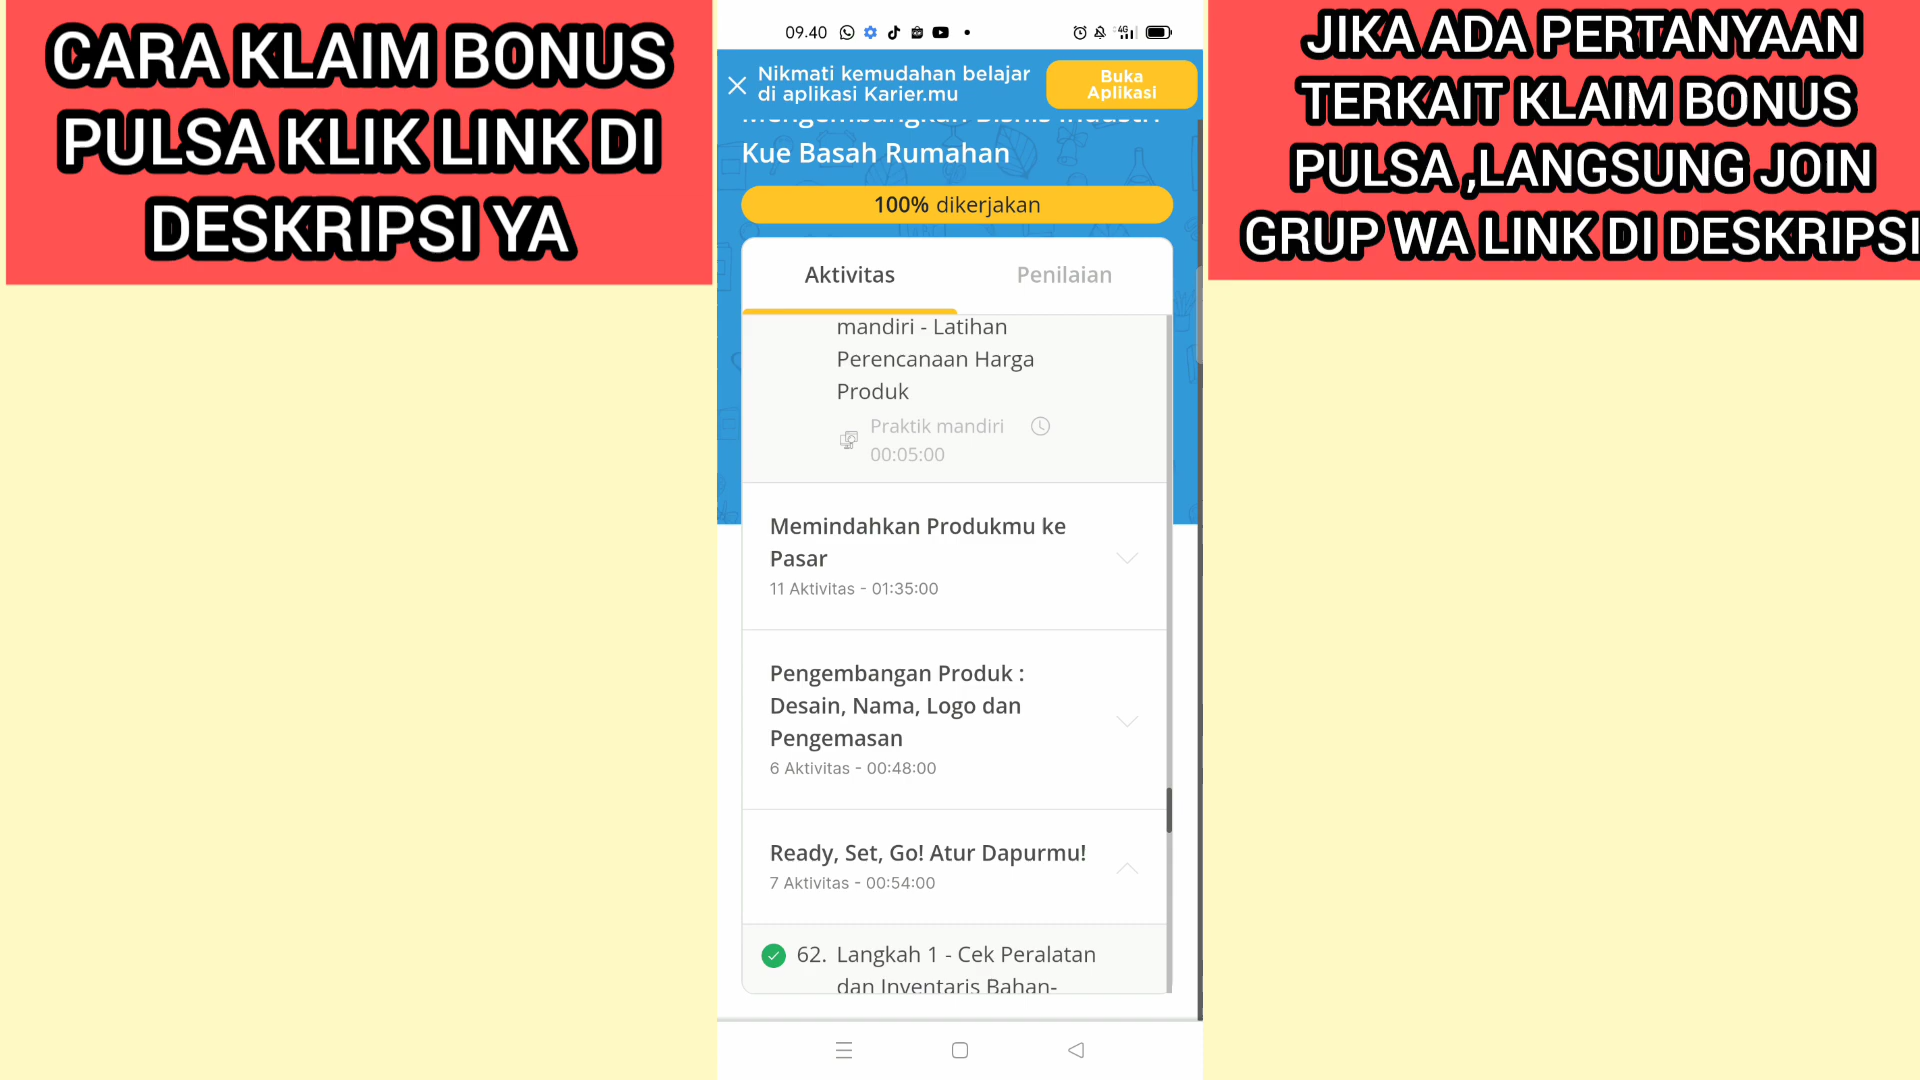 CARA KLAIM BONUS
PULSA KLIK LINK DI
DESKRIPSI YA
09.40
4G
Nikmati kemudahan belajar
di aplikasi Karier.mu
Buka
Aplikasi
Mengembangkan Bisnis Industri
Kue Basah Rumahan
100% dikerjakan
Aktivitas
Penilaian
mandiri - Latihan
Perencanaan Harga
Produk
Praktik mandiri
00:05:00
Memindahkan Produkmu ke
Pasar
11 Aktivitas - 01:35:00
Pengembangan Produk :
Desain, Nama, Logo dan
Pengemasan
6 Aktivitas - 00:48:00
Ready, Set, Go! Atur Dapurmu!
7 Aktivitas - 00:54:00
62. Langkah 1 - Cek Peralatan
dan Inventaris Bahan-
JIKA ADA PERTANYAAN
TERKAIT KLAIM BONUS
PULSA ,LANGSUNG JOIN
GRUP WA LINK DI DESKRIPSI